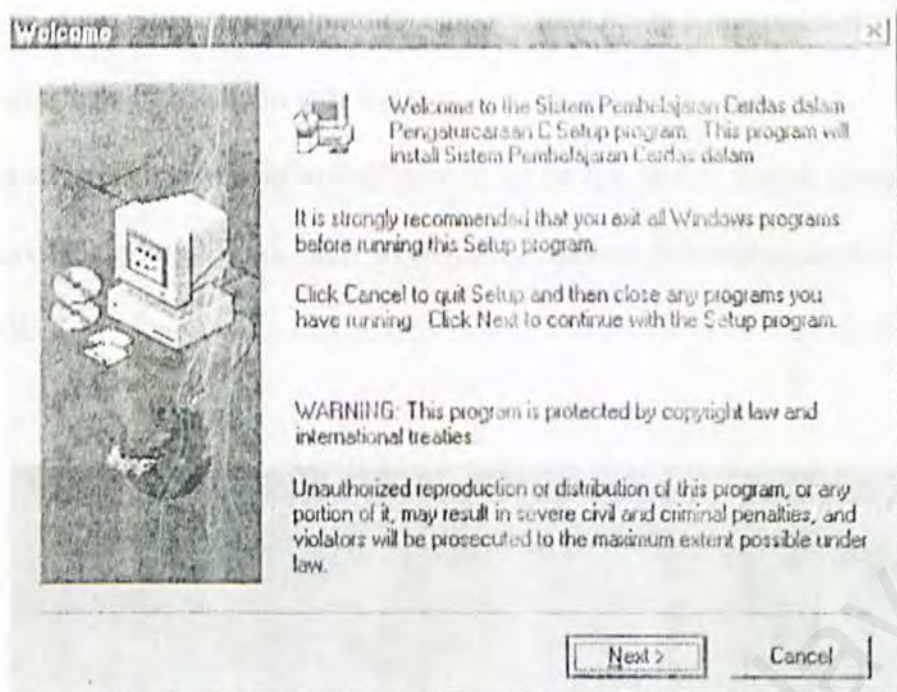 Welcome
Welcome to the Sistem Pembelajaran Cerdas dalam
Pengaturcaraan C Setup program. This program will
install Sistem Pembelajaran Cerdas dalam
It is strongly recommended that you exit all Windows programs
before running this Setup program.
Click Cancel to quit Setup and then close any programs you
have running. Click Next to continue with the Setup program.
WARNING: This program is protected by copyright law and
international treaties.
Unauthorized reproduction or distribution of this program, or any
portion of it, may result in severe civil and criminal penalties, and
violators will be prosecuted to the maximum extent possible under
law.
Next >
Cancel